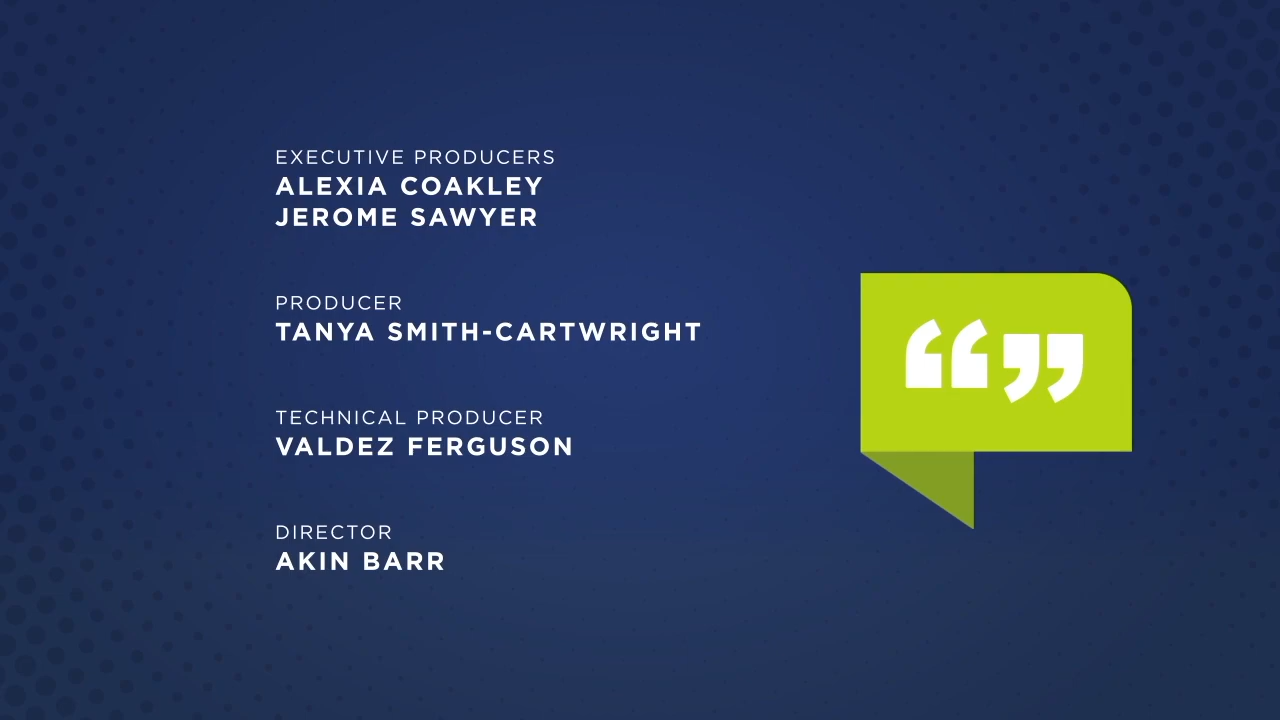 EXECUTIVE PRODUCERS
ALEXIA COAKLEY
JEROME SAWYER
PRODUCER
TANYA SMITH-CARTWRIGHT
TECHNICAL PRODUCER
VALDEZ FERGUSON
DIRECTOR
AKIN BARR
“”